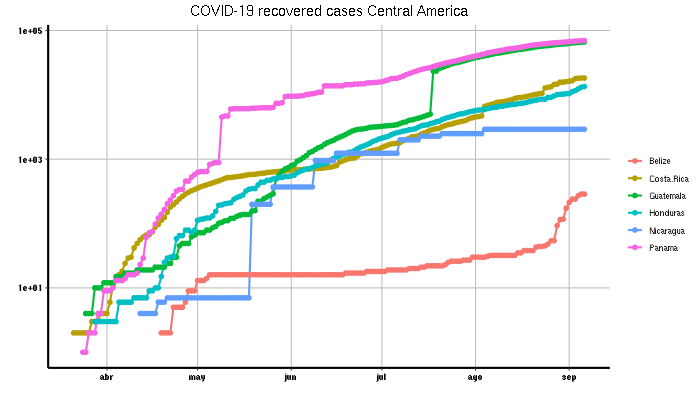 COVID-19 recovered cases Central America
1e+05
1e+03
1e+01
abr may jun jul ago sep
Belize
Costa.Rica
Guatemala
Honduras
Nicaragua
Panama